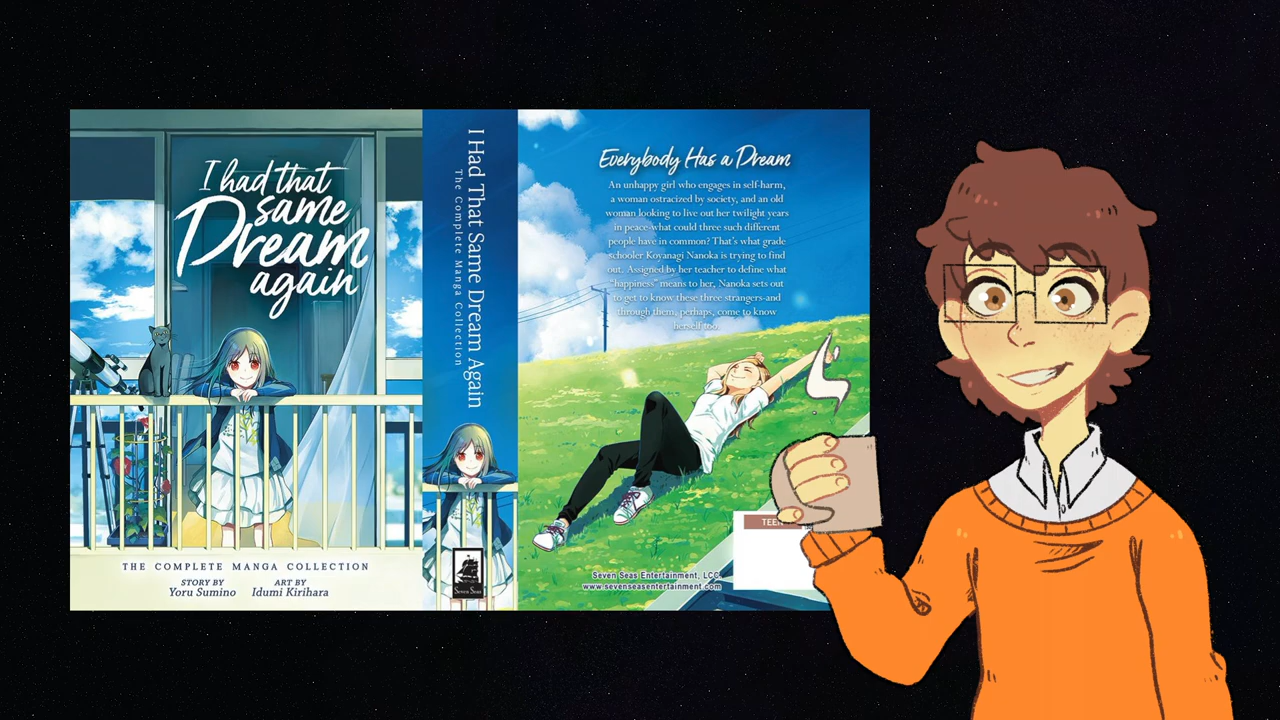 I had that
same
Dream
again
THE COMPLETE MANGA COLLECTION
STORY BY
Yoru Sumino
ART BY
Idumi Kirihara
I Had That Same Dream Again
The Complete Manga Collection
Seven Seas
Everybody Has a Dream
An unhappy girl who engages in self-harm,
a woman ostracized by society, and an old
woman looking to live out her twilight years
in peace-what could three such different
people have in common? That's what grade
schooler Koyanagi Nanoka is trying to find
out. Assigned by her teacher to define what
"happiness" means to her, Nanoka sets out
to get to know these three strangers-and
through them, perhaps, come to know
herself too.
TEEN
Seven Seas Entertainment, LCC
www.sevenseasentertainment.com